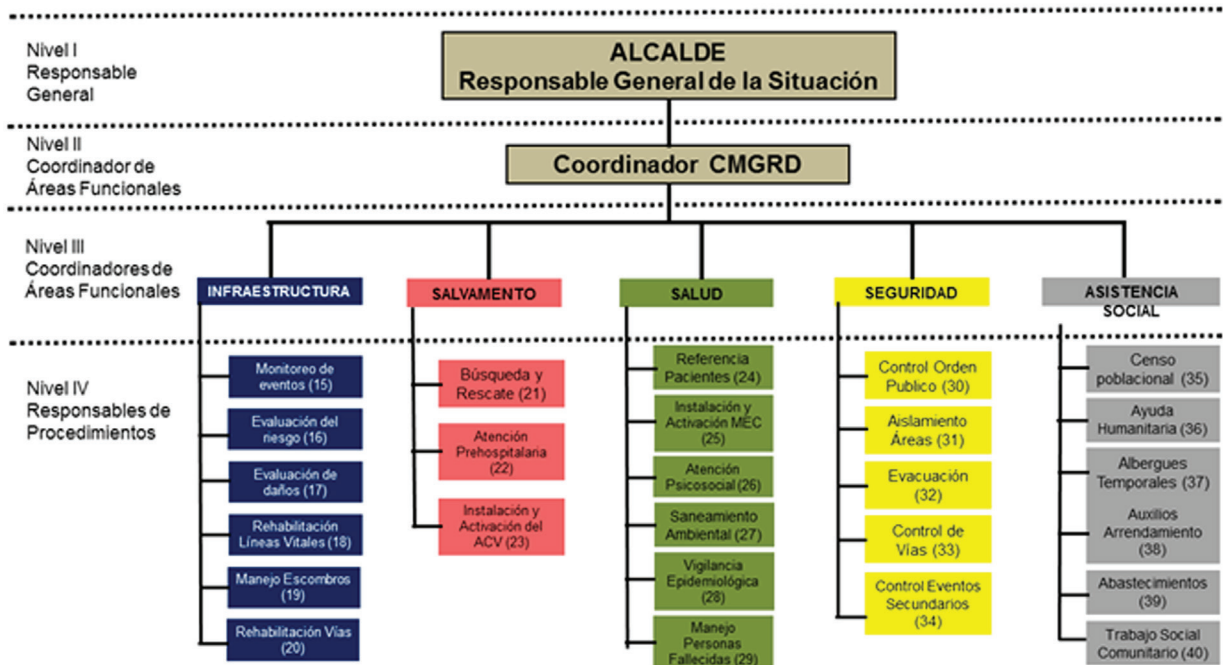 Nivel I
Responsable
General
ALCALDE
Responsable General de la Situación
Nivel II
Coordinador de
Áreas Funcionales
Coordinador CMGRD
Nivel III
Coordinadores de
Áreas Funcionales
INFRAESTRUCTURA
SALVAMENTO
SALUD
SEGURIDAD
ASISTENCIA
SOCIAL
Nivel IV
Responsables de
Procedimientos
Monitoreo de
eventos (15)
Evaluación del
riesgo (16)
Evaluación de
daños (17)
Rehabilitación
Líneas Vitales (18)
Manejo Escombros
(19)
Rehabilitación Vías
(20)
Búsqueda y
Rescate (21)
Atención
Prehospitalaria
(22)
Instalación y
Activación del
ACV (23)
Referencia
Pacientes (24)
Instalación y
Activación MEC
(25)
Atención
Psicosocial (26)
Saneamiento
Ambiental (27)
Vigilancia
Epidemiológica
(28)
Manejo
Personas
Fallecidas (29)
Control Orden
Publico (30)
Aislamiento
Áreas (31)
Evacuación
(32)
Control de
Vías (33)
Control Eventos
Secundarios
(34)
Censo
poblacional (35)
Ayuda
Humanitaria (36)
Albergues
Temporales (37)
Auxilios
Arrendamiento
(38)
Abastecimientos
(39)
Trabajo Social
Comunitario (40)